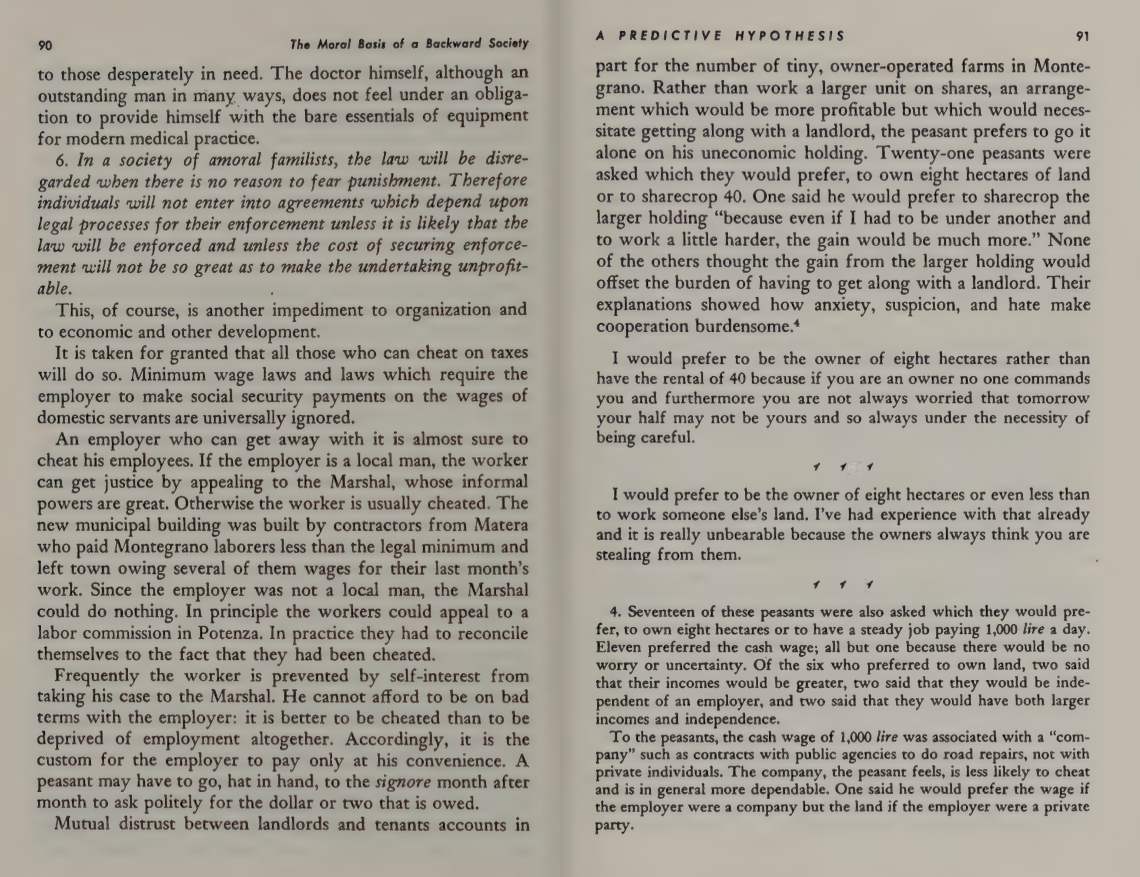 90
The Moral Basis of a Backward Society
to those desperately in need. The doctor himself, although an
outstanding man in many ways, does not feel under an obliga-
tion to provide himself with the bare essentials of equipment
for modern medical practice.
6. In a society of amoral familists, the law will be disre-
garded when there is no reason to fear punishment. Therefore
individuals will not enter into agreements which depend upon
legal processes for their enforcement unless it is likely that the
law will be enforced and unless the cost of securing enforce-
ment will not be so great as to make the undertaking unprofit-
able.
This, of course, is another impediment to organization and
to economic and other development.
It is taken for granted that all those who can cheat on taxes
will do so. Minimum wage laws and laws which require the
employer to make social security payments on the wages of
domestic servants are universally ignored.
An employer who can get away with it is almost sure to
cheat his employees. If the employer is a local man, the worker
can get justice by appealing to the Marshal, whose informal
powers are great. Otherwise the worker is usually cheated. The
new municipal building was built by contractors from Matera
who paid Montegrano laborers less than the legal minimum and
left town owing several of them wages for their last month's
work. Since the employer was not a local man, the Marshal
could do nothing. In principle the workers could appeal to a
labor commission in Potenza. In practice they had to reconcile
themselves to the fact that they had been cheated.
Frequently the worker is prevented by self-interest from
taking his case to the Marshal. He cannot afford to be on bad
terms with the employer: it is better to be cheated than to be
deprived of employment altogether. Accordingly, it is the
custom for the employer to pay only at his convenience. A
peasant may have to go, hat in hand, to the signore month after
month to ask politely for the dollar or two that is owed.
Mutual distrust between landlords and tenants accounts in
A PREDICTIVE HYPOTHESIS
91
part for the number of tiny, owner-operated farms in Monte-
grano. Rather than work a larger unit on shares, an arrange-
ment which would be more profitable but which would neces-
sitate getting along with a landlord, the peasant prefers to go it
alone on his uneconomic holding. Twenty-one peasants were
asked which they would prefer, to own eight hectares of land
or to sharecrop 40. One said he would prefer to sharecrop the
larger holding "because even if I had to be under another and
to work a little harder, the gain would be much more." None
of the others thought the gain from the larger holding would
offset the burden of having to get along with a landlord. Their
explanations showed how anxiety, suspicion, and hate make
cooperation burdensome.⁴
I would prefer to be the owner of eight hectares rather than
have the rental of 40 because if you are an owner no one commands
you and furthermore you are not always worried that tomorrow
your half may not be yours and so always under the necessity of
being careful.
I would prefer to be the owner of eight hectares or even less than
to work someone else's land. I've had experience with that already
and it is really unbearable because the owners always think you are
stealing from them.
4. Seventeen of these peasants were also asked which they would pre-
fer, to own eight hectares or to have a steady job paying 1,000 lire a day.
Eleven preferred the cash wage; all but one because there would be no
worry or uncertainty. Of the six who preferred to own land, two said
that their incomes would be greater, two said that they would be inde-
pendent of an employer, and two said that they would have both larger
incomes and independence.
To the peasants, the cash wage of 1,000 lire was associated with a "com-
pany" such as contracts with public agencies to do road repairs, not with
private individuals. The company, the peasant feels, is less likely to cheat
and is in general more dependable. One said he would prefer the wage if
the employer were a company but the land if the employer were a private
party.